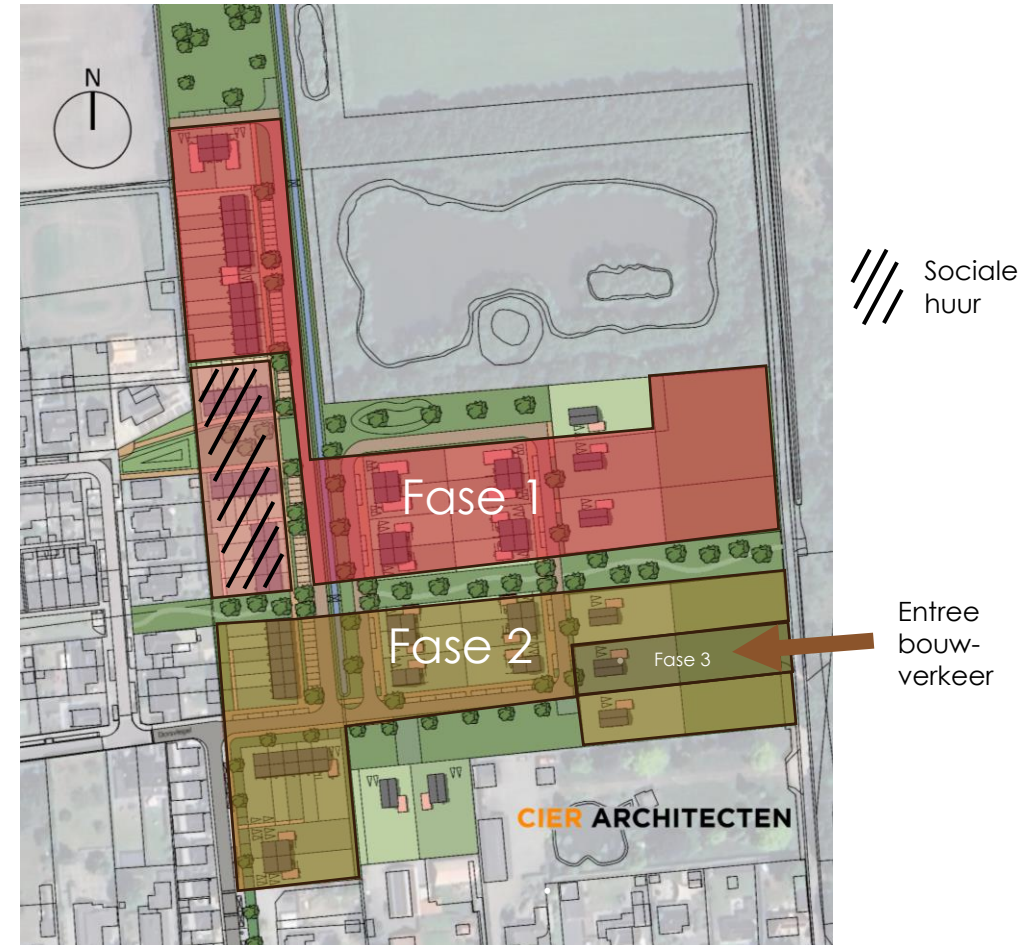 N
Sociale
huur
Fase 1
Fase 2
Fase 3
Entree
bouw-
verkeer
CIER ARCHITECTEN